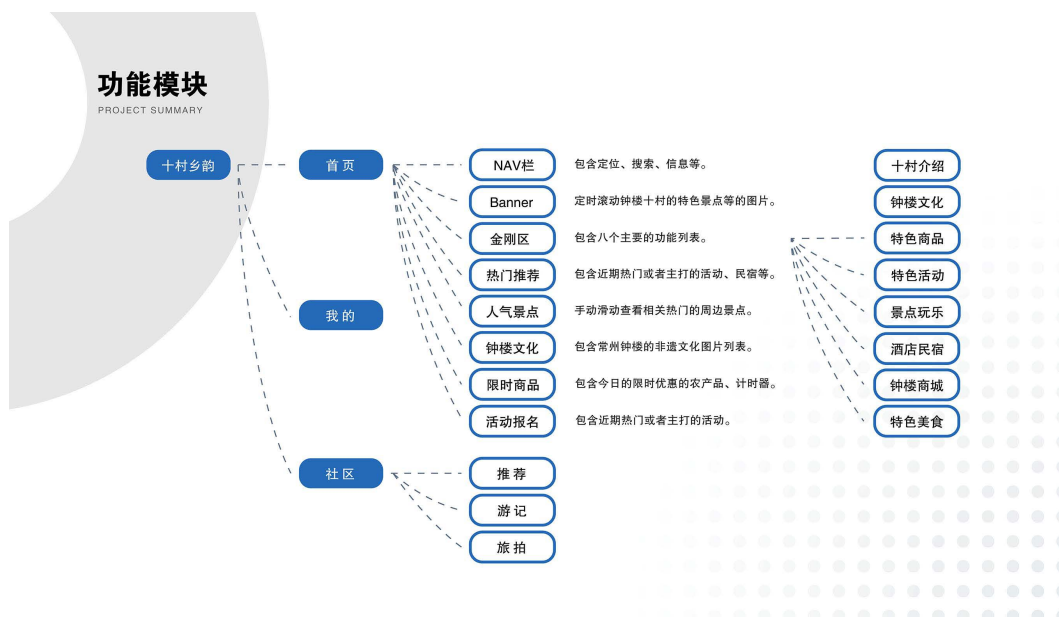 功能模块
PROJECT SUMMARY
十村乡韵
首页
NAV栏
包含定位、搜索、信息等。
十村介绍
Banner
定时滚动钟楼十村的特色景点等的图片。
钟楼文化
金刚区
包含八个主要的功能列表。
特色商品
热门推荐
包含近期热门或者主打的活动、民宿等。
特色活动
我的
人气景点
手动滑动查看相关热门的周边景点。
景点玩乐
钟楼文化
包含常州钟楼的非遗文化图片列表。
酒店民宿
限时商品
包含今日的限时优惠的农产品、计时器。
钟楼商城
活动报名
包含近期热门或者主打的活动。
特色美食
社区
推荐
游记
旅拍